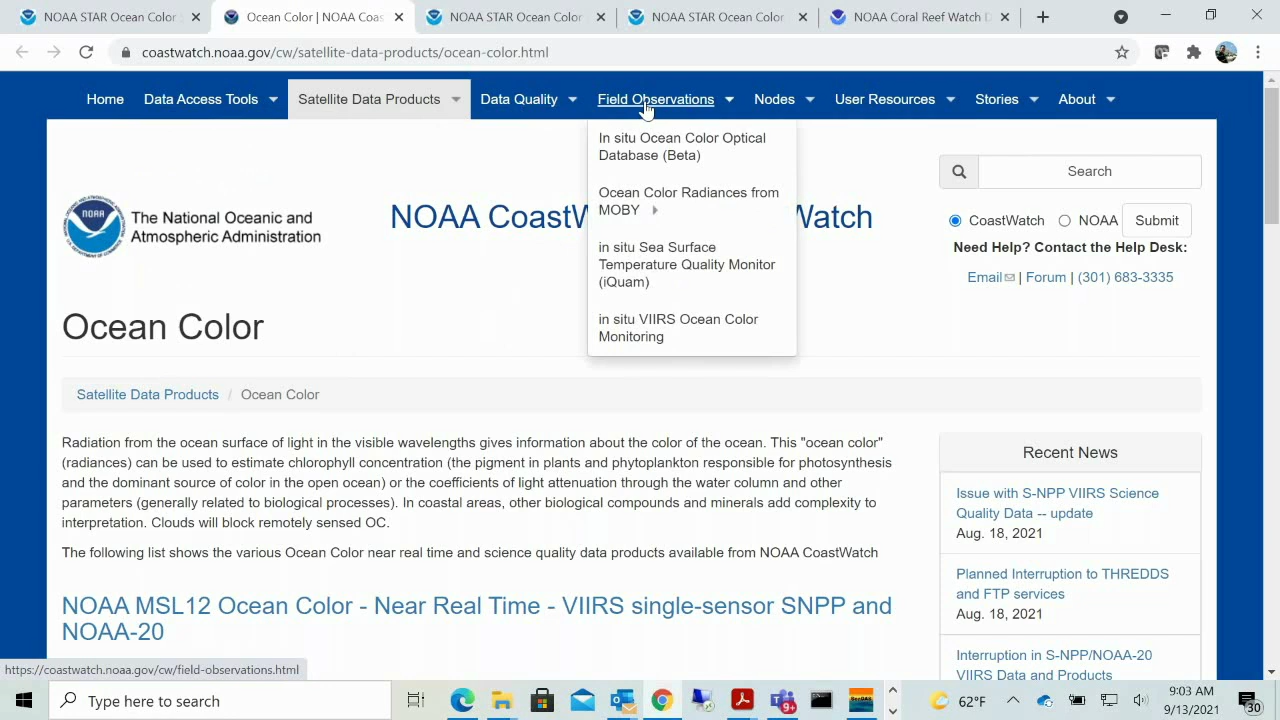 NOAA STAR Ocean Color
Ocean Color | NOAA Coas
NOAA STAR Ocean Color
NOAA STAR Ocean Color
NOAA Coral Reef Watch D
coastwatch.noaa.gov/cw/satellite-data-products/ocean-color.html
Home Data Access Tools Satellite Data Products Data Quality Field Observations Nodes User Resources Stories About
In situ Ocean Color Optical
Database (Beta)
Ocean Color Radiances from
MOBY
in situ Sea Surface
Temperature Quality Monitor
(iQuam)
in situ VIIRS Ocean Color
Monitoring
NOAA
The National Oceanic and
Atmospheric Administration
NOAA CoastW Watch
Search
CoastWatch NOAA Submit
Need Help? Contact the Help Desk:
Email | Forum | (301) 683-3335
Ocean Color
Satellite Data Products / Ocean Color
Radiation from the ocean surface of light in the visible wavelengths gives information about the color of the ocean. This "ocean color"
(radiances) can be used to estimate chlorophyll concentration (the pigment in plants and phytoplankton responsible for photosynthesis
and the dominant source of color in the open ocean) or the coefficients of light attenuation through the water column and other
parameters (generally related to biological processes). In coastal areas, other biological compounds and minerals add complexity to
interpretation. Clouds will block remotely sensed OC.
The following list shows the various Ocean Color near real time and science quality data products available from NOAA CoastWatch
NOAA MSL12 Ocean Color - Near Real Time - VIIRS single-sensor SNPP and
NOAA-20
Recent News
Issue with S-NPP VIIRS Science
Quality Data -- update
Aug. 18, 2021
Planned Interruption to THREDDS
and FTP services
Aug. 18, 2021
Interruption in S-NPP/NOAA-20
VIIRS Data and Products
https://coastwatch.noaa.gov/cw/field-observations.html
Type here to search
9+
SeaDAS
62°F
9:03 AM
9/13/2021
30